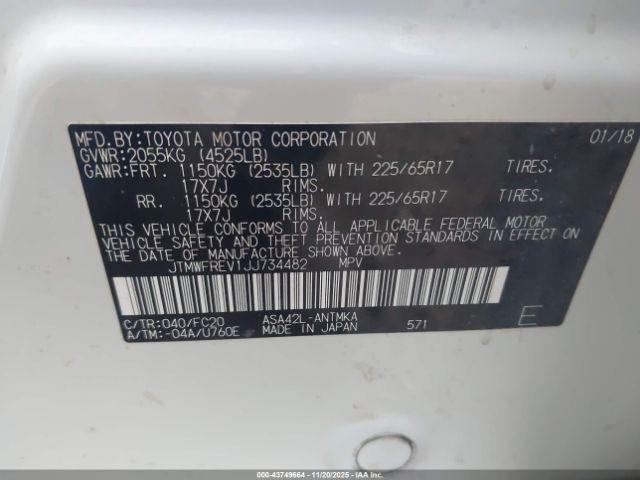 MFD.BY:TOYOTA MOTOR CORPORATION 01/18
GVWR:2055KG (4525LB)
GAWR:FRT. 1150KG (2535LB) WITH 225/65R17 TIRES.
17X7J RIMS.
RR. 1150KG (2535LB) WITH 225/65R17 TIRES.
17X7J RIMS.
THIS VEHICLE CONFORMS TO ALL APPLICABLE FEDERAL MOTOR
VEHICLE SAFETY AND THEFT PREVENTION STANDARDS IN EFFECT ON
THE DATE OF MANUFACTURE SHOWN ABOVE.
JTMWFREV1JJ734482 MPV
C/TR:040/FC20 ASA42L-ANTMKA
A/TM:-04A/U760E MADE IN JAPAN 571 E
000-43749664 - 11/20/2025 - IAAI.COM